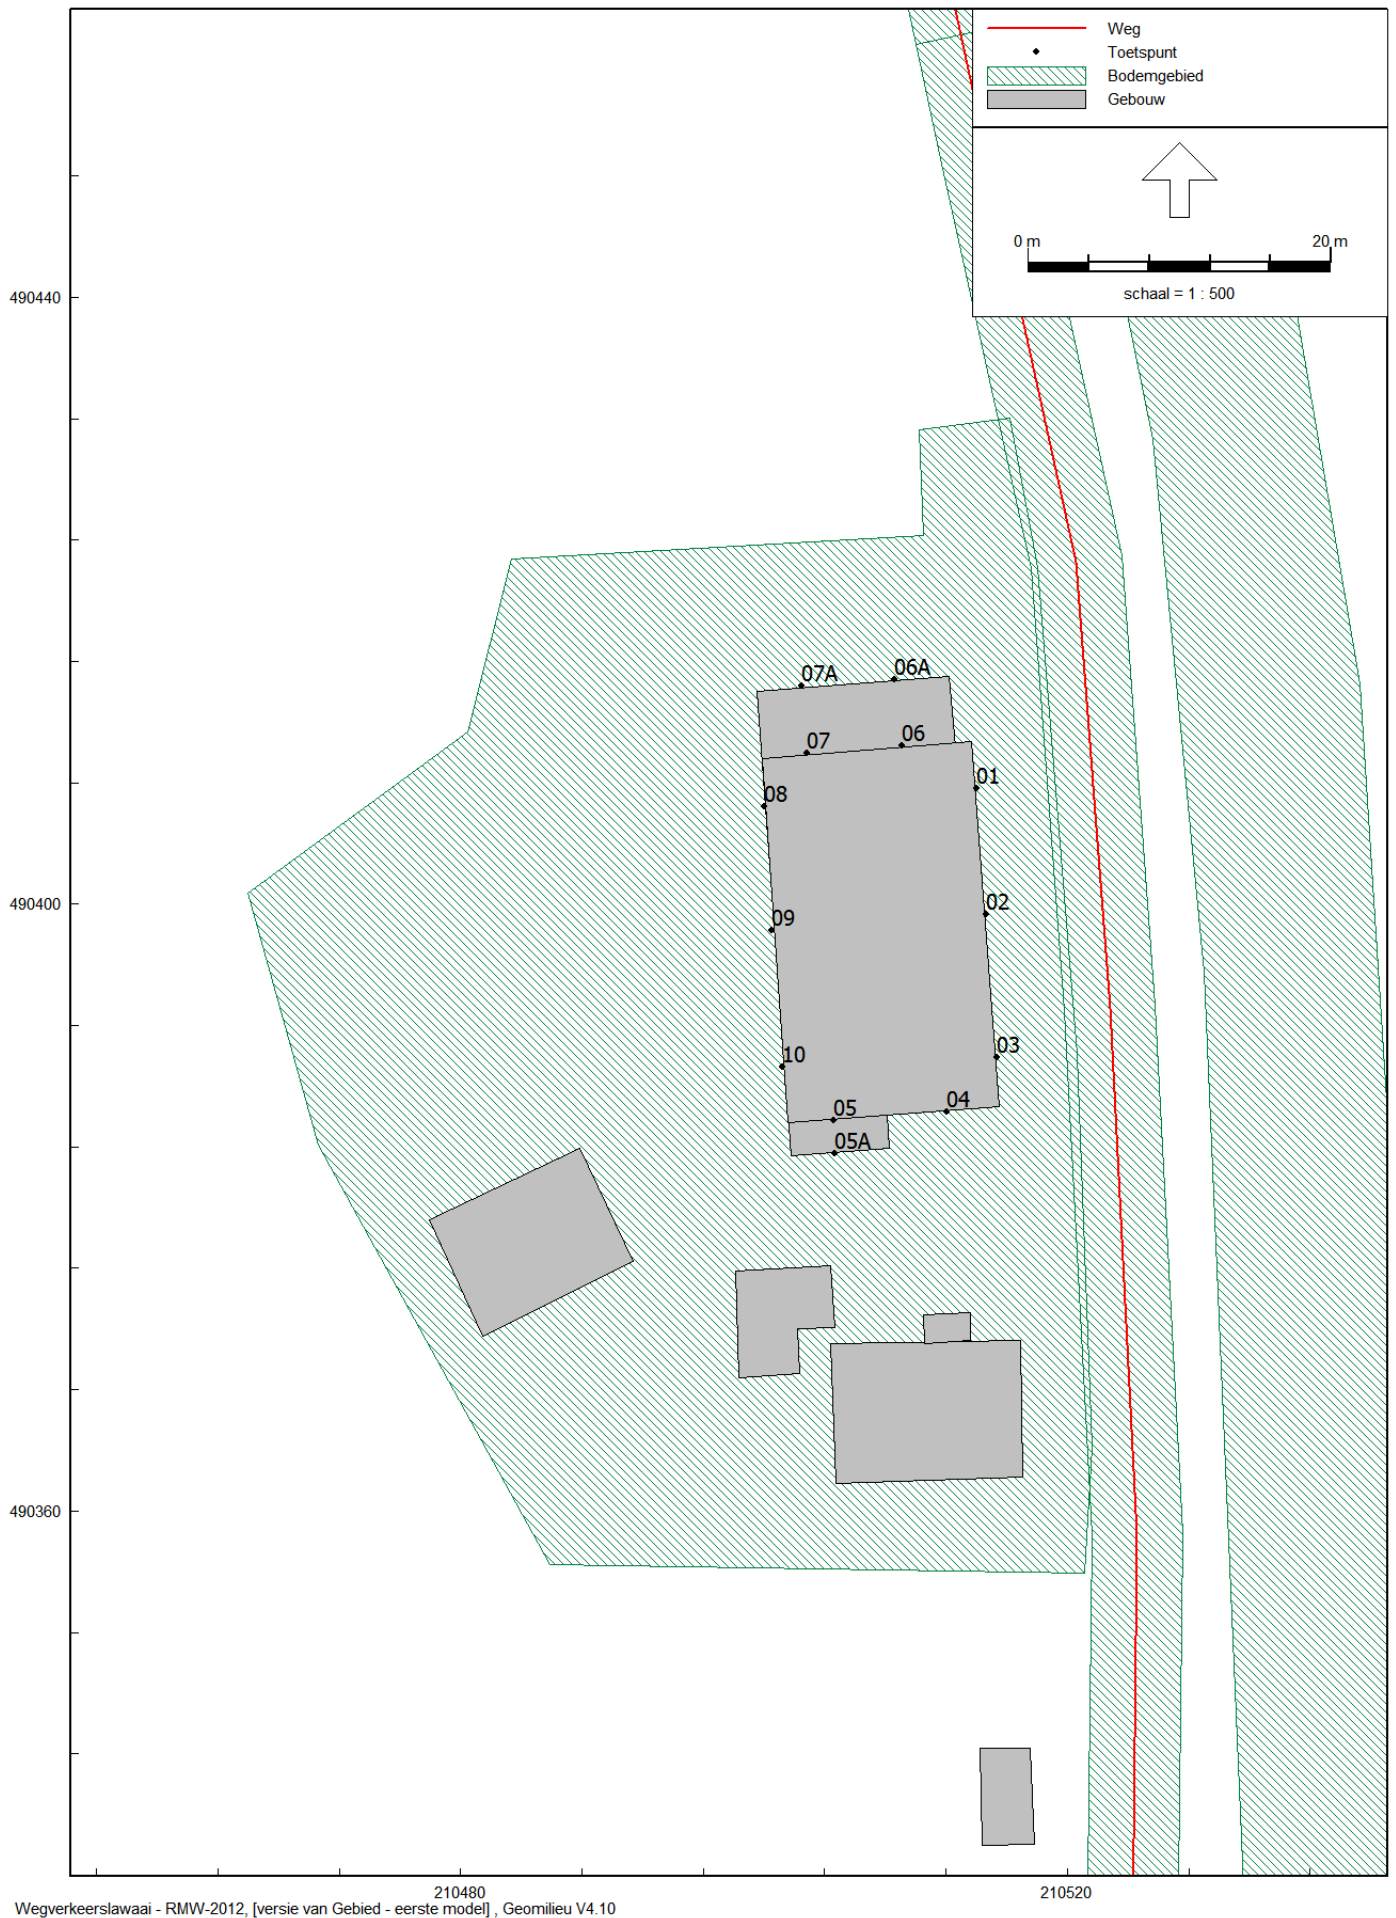 Weg
Toetspunt
Bodemgebied
Gebouw
0 m 20 m
schaal = 1 : 500
490440
07A 06A
07 06
01
08
490400
02
09
03
10
04
05
05A
490360
210480 210520
Wegverkeerslawaai - RMW-2012, [versie van Gebied - eerste model] , Geomilieu V4.10